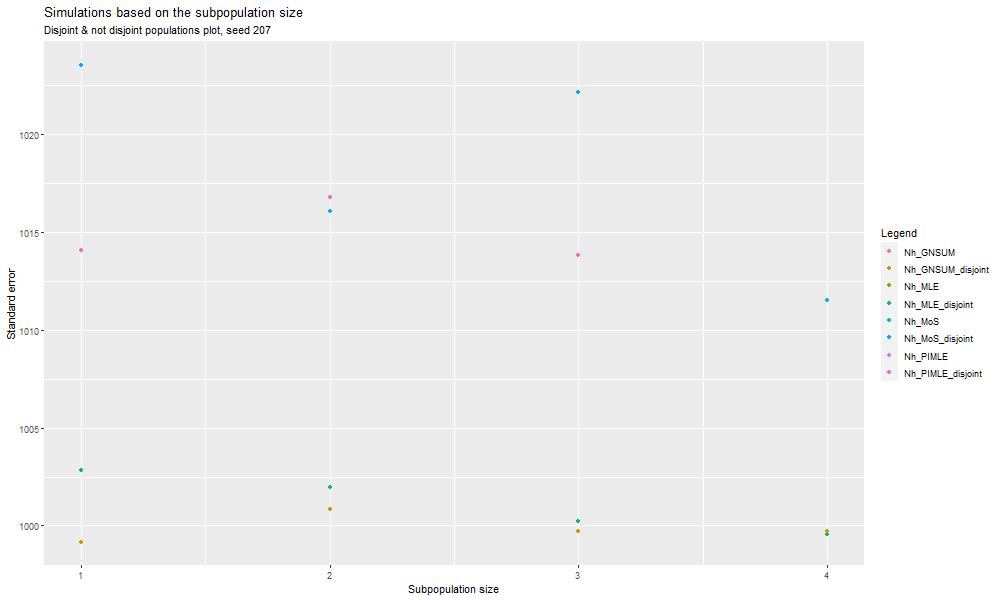 Simulations based on the subpopulation size
Disjoint & not disjoint populations plot, seed 207
1020
1015
1010
1005
1000
Standard error
1 2 3 4
Subpopulation size
Legend
Nh_GNSUM
Nh_GNSUM_disjoint
Nh_MLE
Nh_MLE_disjoint
Nh_MoS
Nh_MoS_disjoint
Nh_PIMLE
Nh_PIMLE_disjoint